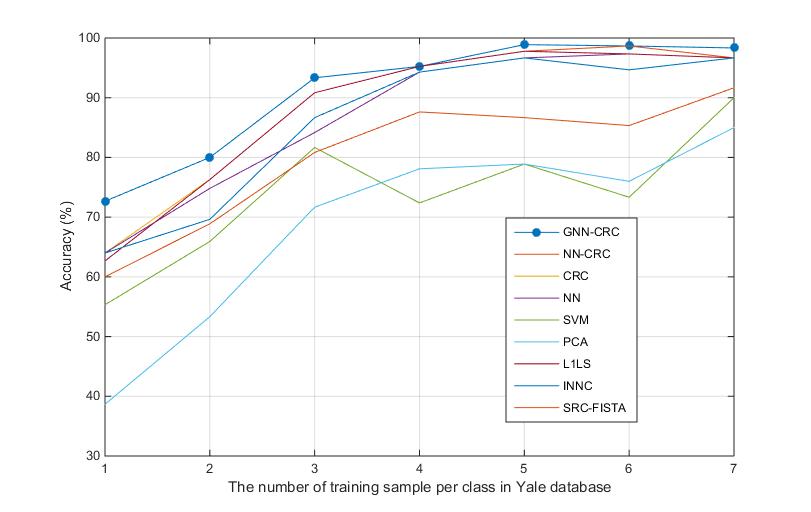 100
90
80
70
60
50
40
30
Accuracy (%)
GNN-CRC
NN-CRC
CRC
NN
SVM
PCA
L1LS
INNC
SRC-FISTA
1 2 3 4 5 6 7
The number of training sample per class in Yale database